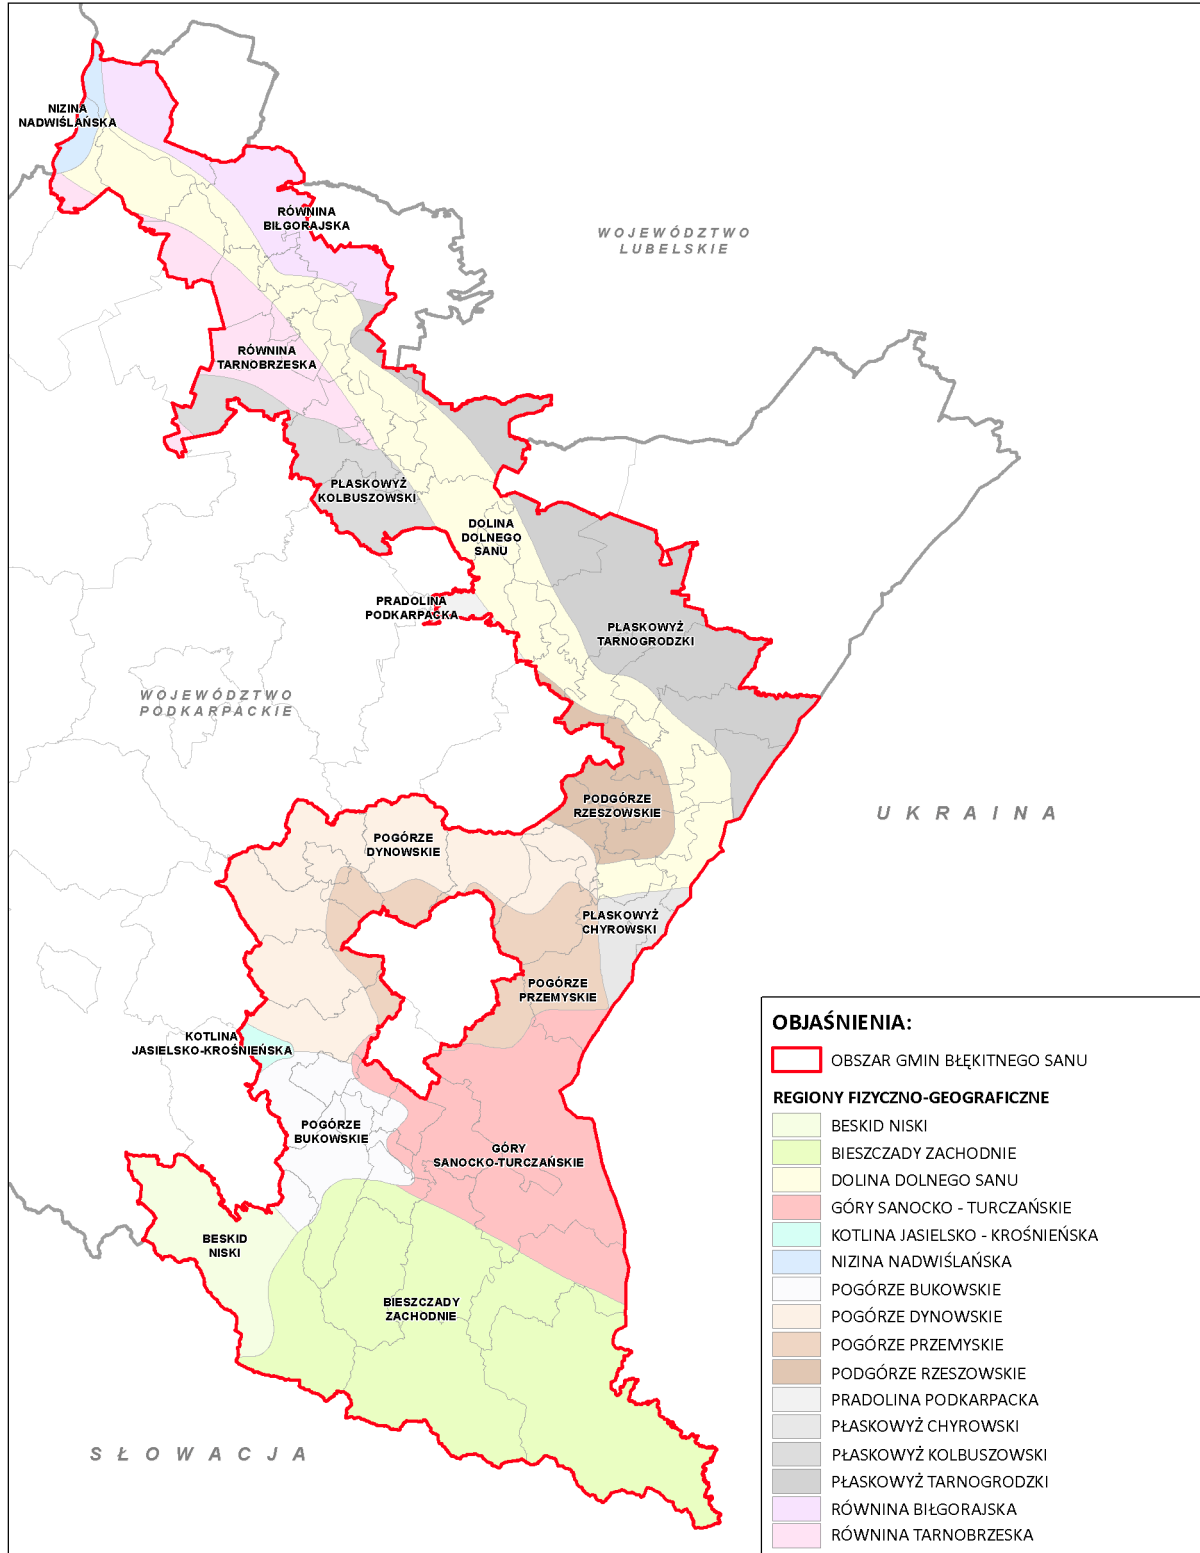 NIZINA
NADWIŚLAŃSKA
RÓWNINA
BIŁGORAJSKA
WOJEWÓDZTWO
LUBELSKIE
RÓWNINA
TARNOBRZESKA
PŁASKOWYŻ
KOLBUSZOWSKI
DOLINA
DOLNEGO
SANU
PRADOLINA
PODKARPACKA
PŁASKOWYŻ
TARNOGRODZKI
WOJEWÓDZTWO
PODKARPACKIE
PODGÓRZE
RZESZOWSKIE
UKRAINA
POGÓRZE
DYNOWSKIE
PŁASKOWYŻ
CHYROWSKI
POGÓRZE
PRZEMYSKIE
KOTLINA
JASIELSKO-KROŚNIEŃSKA
POGÓRZE
BUKOWSKIE
GÓRY
SANOCKO-TURCZAŃSKIE
BESKID
NISKI
BIESZCZADY
ZACHODNIE
SŁOWACJA
OBJAŚNIENIA:
OBSZAR GMIN BŁĘKITNEGO SANU
REGIONY FIZYCZNO-GEOGRAFICZNE
BESKID NISKI
BIESZCZADY ZACHODNIE
DOLINA DOLNEGO SANU
GÓRY SANOCKO - TURCZAŃSKIE
KOTLINA JASIELSKO - KROŚNIEŃSKA
NIZINA NADWIŚLAŃSKA
POGÓRZE BUKOWSKIE
POGÓRZE DYNOWSKIE
POGÓRZE PRZEMYSKIE
PODGÓRZE RZESZOWSKIE
PRADOLINA PODKARPACKA
PŁASKOWYŻ CHYROWSKI
PŁASKOWYŻ KOLBUSZOWSKI
PŁASKOWYŻ TARNOGRODZKI
RÓWNINA BIŁGORAJSKA
RÓWNINA TARNOBRZESKA